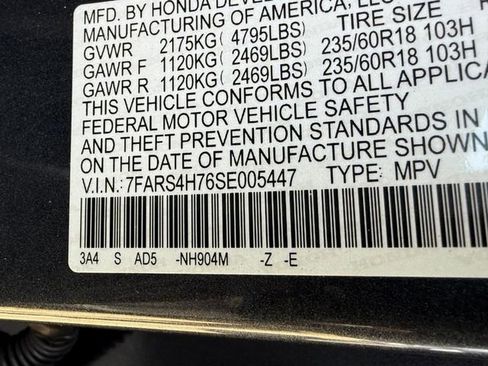 MFD. BY HONDA DEVEL
MANUFACTURING OF AMERICA, LLC
TIRE SIZE
GVWR 2175KG( 4795LBS)
GAWR F 1120KG( 2469LBS) 235/60R18 103H
GAWR R 1120KG( 2469LBS) 235/60R18 103H
THIS VEHICLE CONFORMS TO ALL APPLICA
FEDERAL MOTOR VEHICLE SAFETY
AND THEFT PREVENTION STANDARDS IN
ON THE DATE OF MANUFACTURE SHOWN
V.I.N.: 7FARS4H76SE005447 TYPE: MPV
3A4 S AD5 -NH904M -Z -E